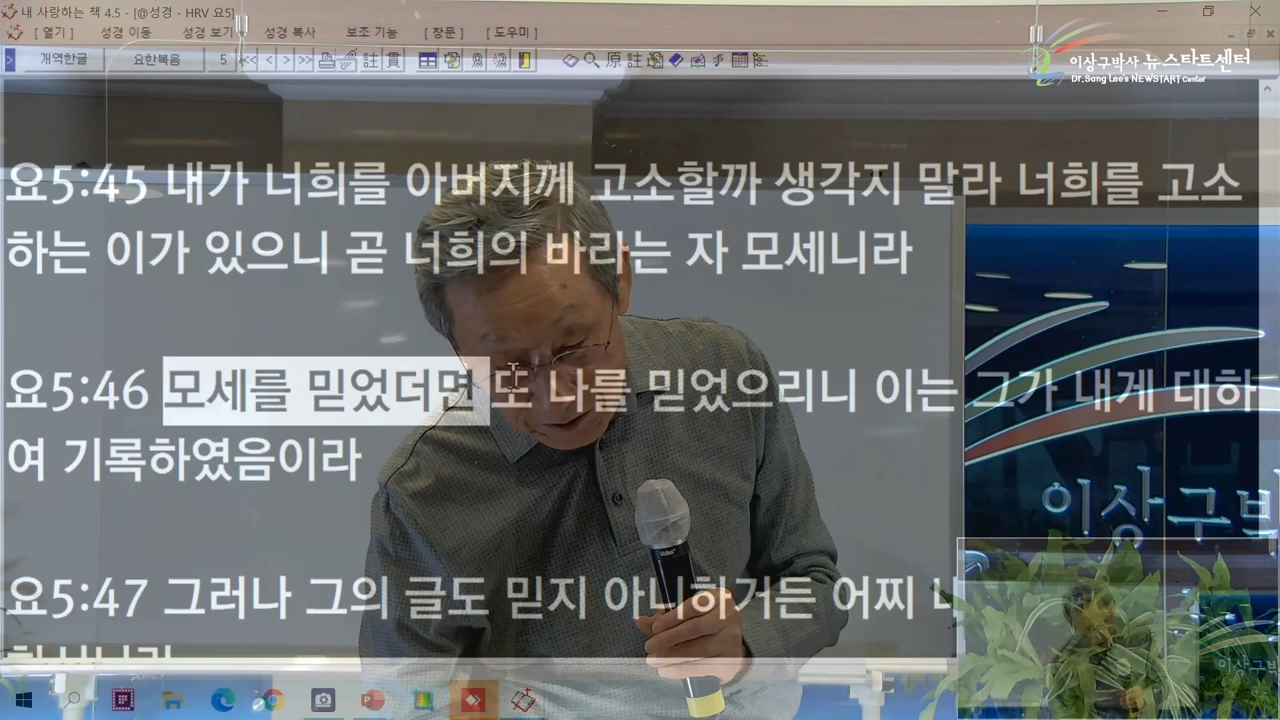 내 사랑하는 책 4.5 - [@성경 - HRV 요5]
[ 열기 ] 성경 이동 성경 보기 성경 복사 보조 기능 [ 창문 ] [ 도우미 ]
개역한글 요한복음 5 << < > >> 原 註
이상구박사 뉴스타트센터
Dr. Sang Lee's NEWSTART Center
요5:45 내가 너희를 아버지께 고소할까 생각지 말라 너희를 고소
하는 이가 있으니 곧 너희의 바라는 자 모세니라
요5:46 모세를 믿었더면 또 나를 믿었으리니 이는 그가 내게 대하
여 기록하였음이라
이상구
요5:47 그러나 그의 글도 믿지 아니하거든 어찌